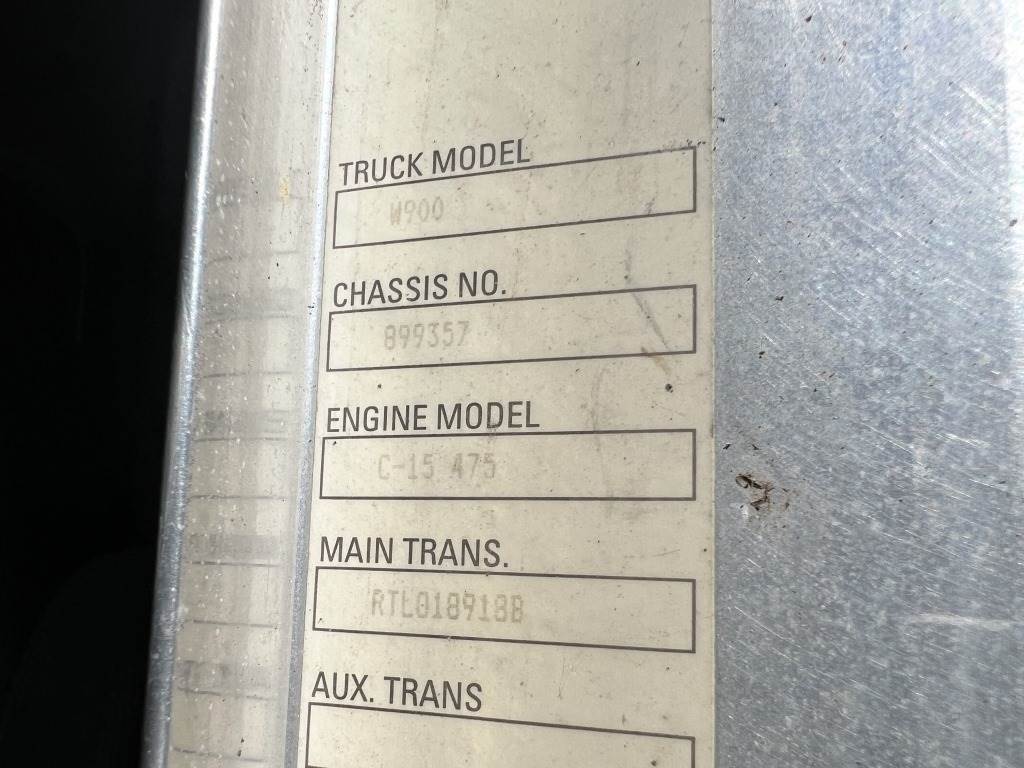 TRUCK MODEL
W900
CHASSIS NO.
899357
ENGINE MODEL
C-15 475
MAIN TRANS.
RTLO18918B
AUX. TRANS